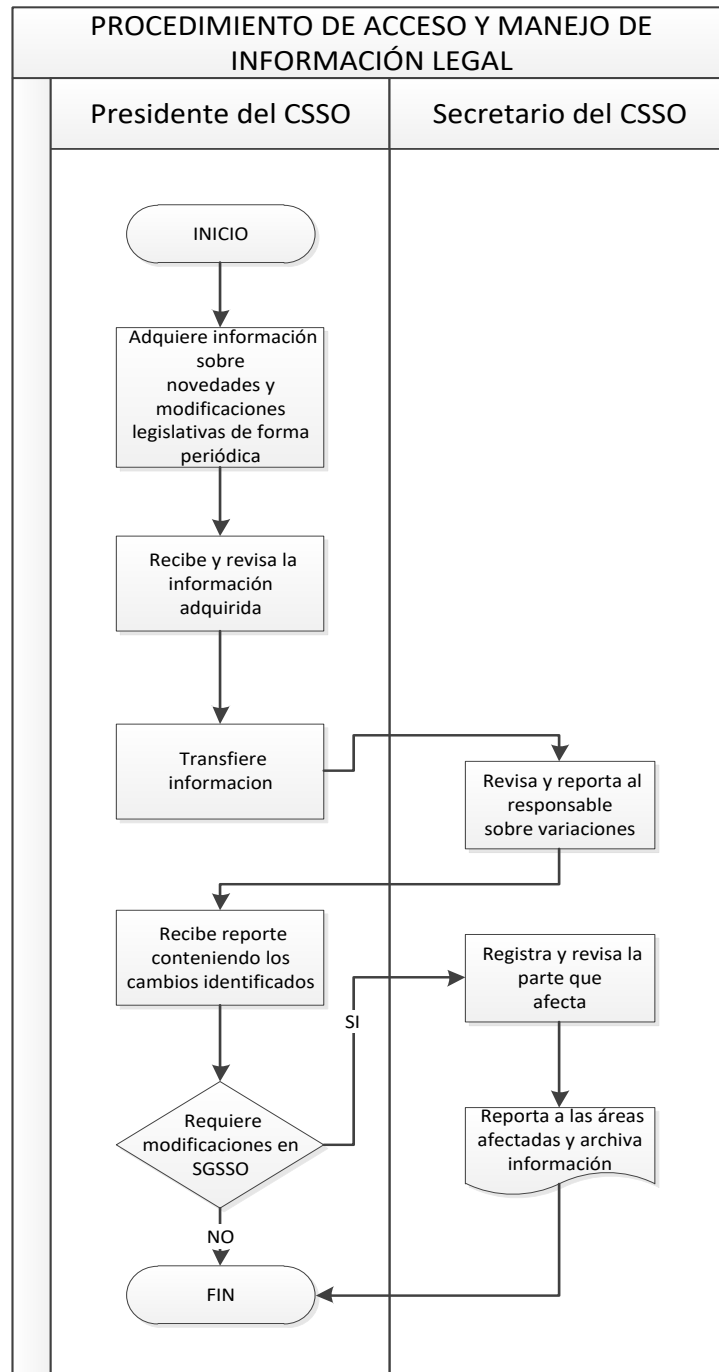 PROCEDIMIENTO DE ACCESO Y MANEJO DE
INFORMACIÓN LEGAL
Presidente del CSSO
Secretario del CSSO
INICIO
Adquiere información
sobre
novedades y
modificaciones
legislativas de forma
periódica
Recibe y revisa la
información
adquirida
Transfiere
informacion
Revisa y reporta al
responsable
sobre variaciones
Recibe reporte
conteniendo los
cambios identificados
Registra y revisa la
parte que
afecta
SI
Requiere
modificaciones en
SGSSO
Reporta a las áreas
afectadas y archiva
información
NO
FIN